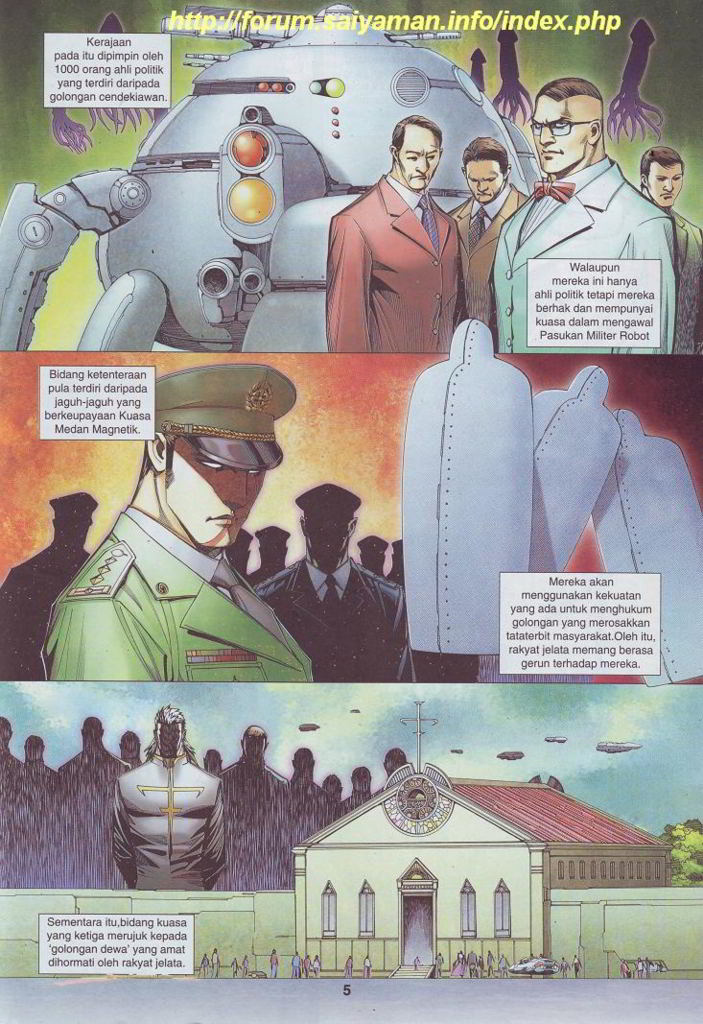 http://forum.saiyaman.info/index.php
Kerajaan
pada itu dipimpin oleh
1000 orang ahli politik
yang terdiri daripada
golongan cendekiawan.
Walaupun
mereka ini hanya
ahli politik tetapi mereka
berhak dan mempunyai
kuasa dalam mengawal
Pasukan Militer Robot
Bidang ketenteraan
pula terdiri daripada
jaguh-jaguh yang
berkeupayaan Kuasa
Medan Magnetik.
Mereka akan
menggunakan kekuatan
yang ada untuk menghukum
golongan yang merosakkan
tataterbit masyarakat.Oleh itu,
rakyat jelata memang berasa
gerun terhadap mereka.
Sementara itu,bidang kuasa
yang ketiga merujuk kepada
'golongan dewa' yang amat
dihormati oleh rakyat jelata.
5